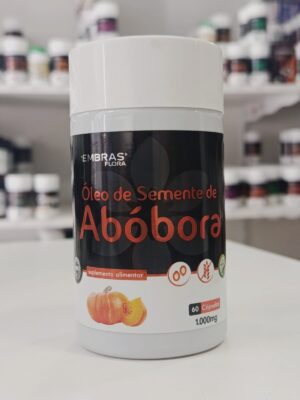 EMBRAS
FLORA
Óleo de Semente de
Abóbora
suplemento alimentar
60 Cápsulas
1.000mg